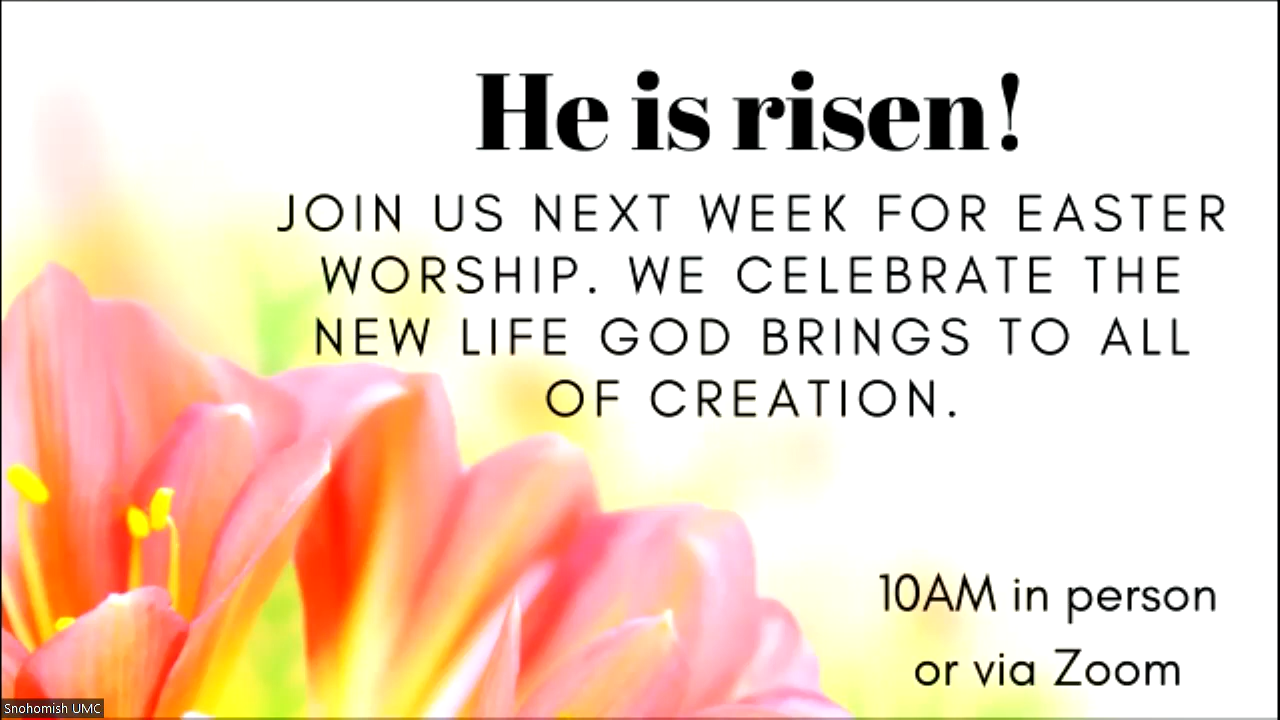 He is risen!
JOIN US NEXT WEEK FOR EASTER
WORSHIP. WE CELEBRATE THE
NEW LIFE GOD BRINGS TO ALL
OF CREATION.
10AM in person
or via Zoom
Snohomish UMC